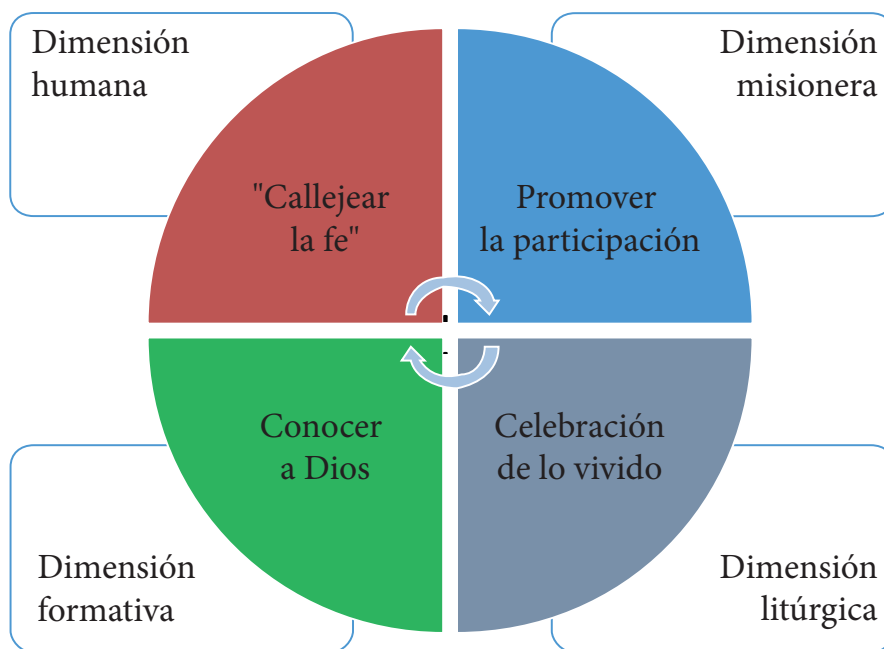 Dimensión
humana
Dimensión
misionera
"Callejear
la fe"
Promover
la participación
Conocer
a Dios
Celebración
de lo vivido
Dimensión
formativa
Dimensión
litúrgica